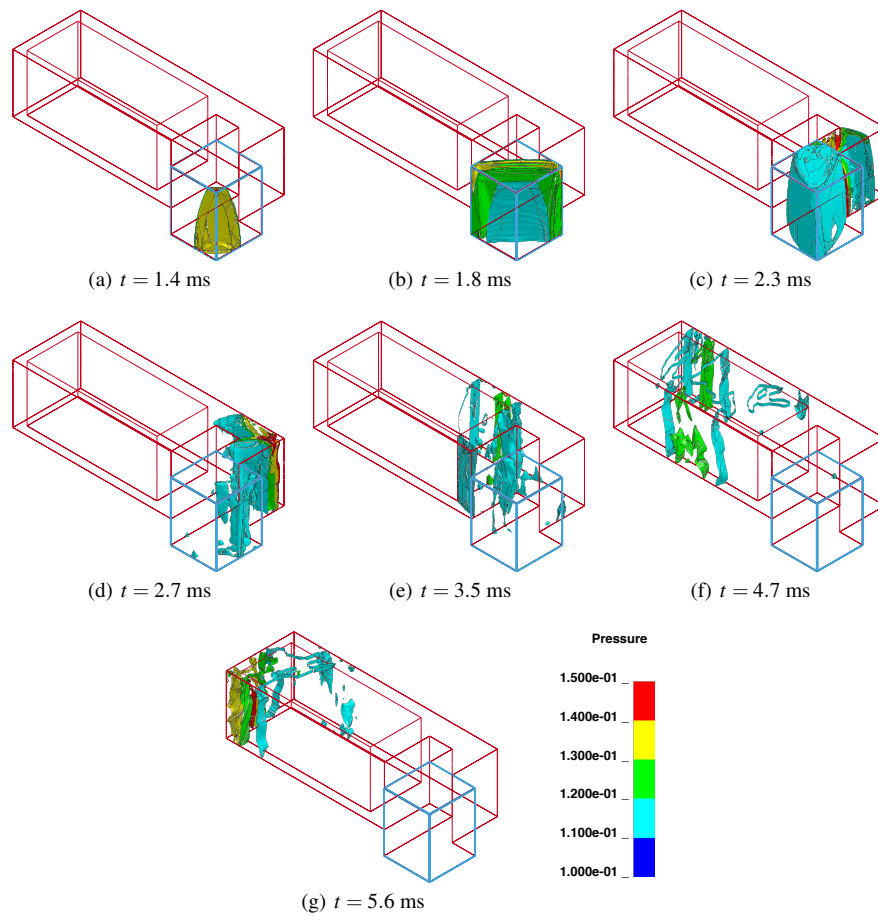 (a) t = 1.4 ms
(b) t = 1.8 ms
(c) t = 2.3 ms
(d) t = 2.7 ms
(e) t = 3.5 ms
(f) t = 4.7 ms
Pressure
1.500e-01 _
1.400e-01 _
1.300e-01 _
1.200e-01 _
1.100e-01 _
1.000e-01 _
(g) t = 5.6 ms